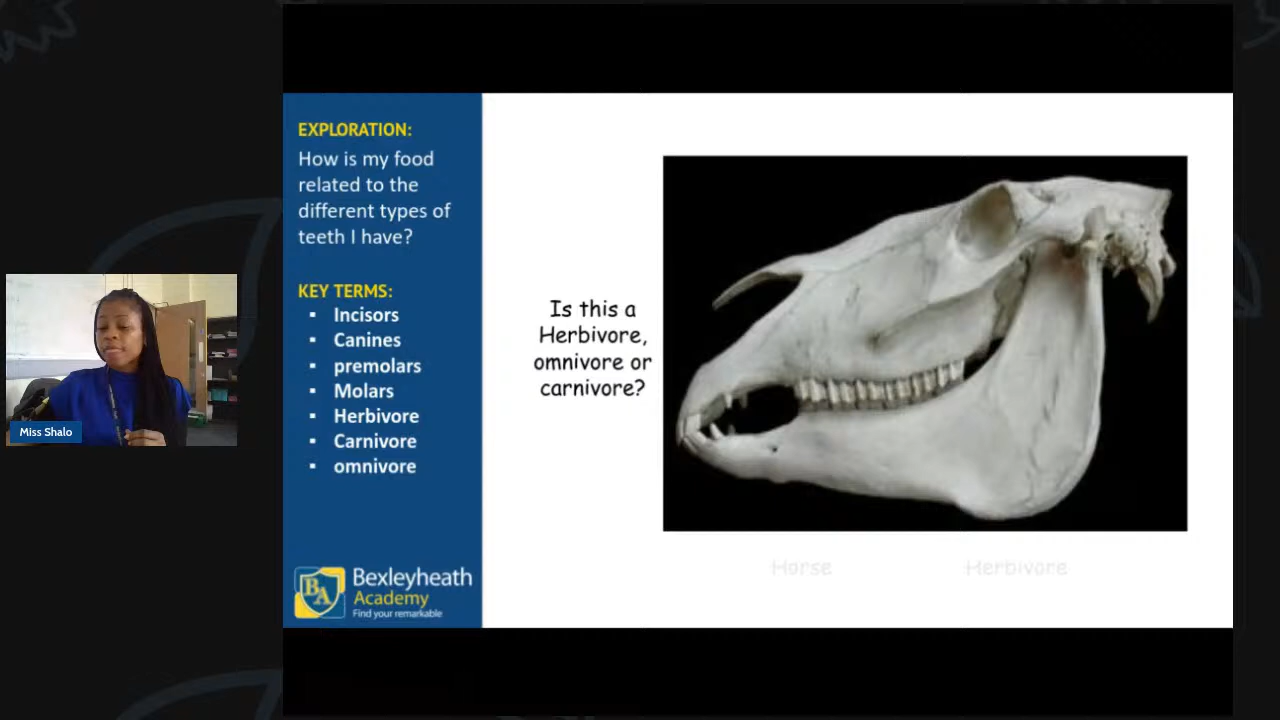 EXPLORATION:
How is my food
related to the
different types of
teeth I have?
KEY TERMS:
▪ Incisors
▪ Canines
▪ premolars
▪ Molars
▪ Herbivore
▪ Carnivore
▪ omnivore
BA
Bexleyheath
Academy
Find your remarkable
Is this a
Herbivore,
omnivore or
carnivore?
Horse Herbivore
Miss Shalo